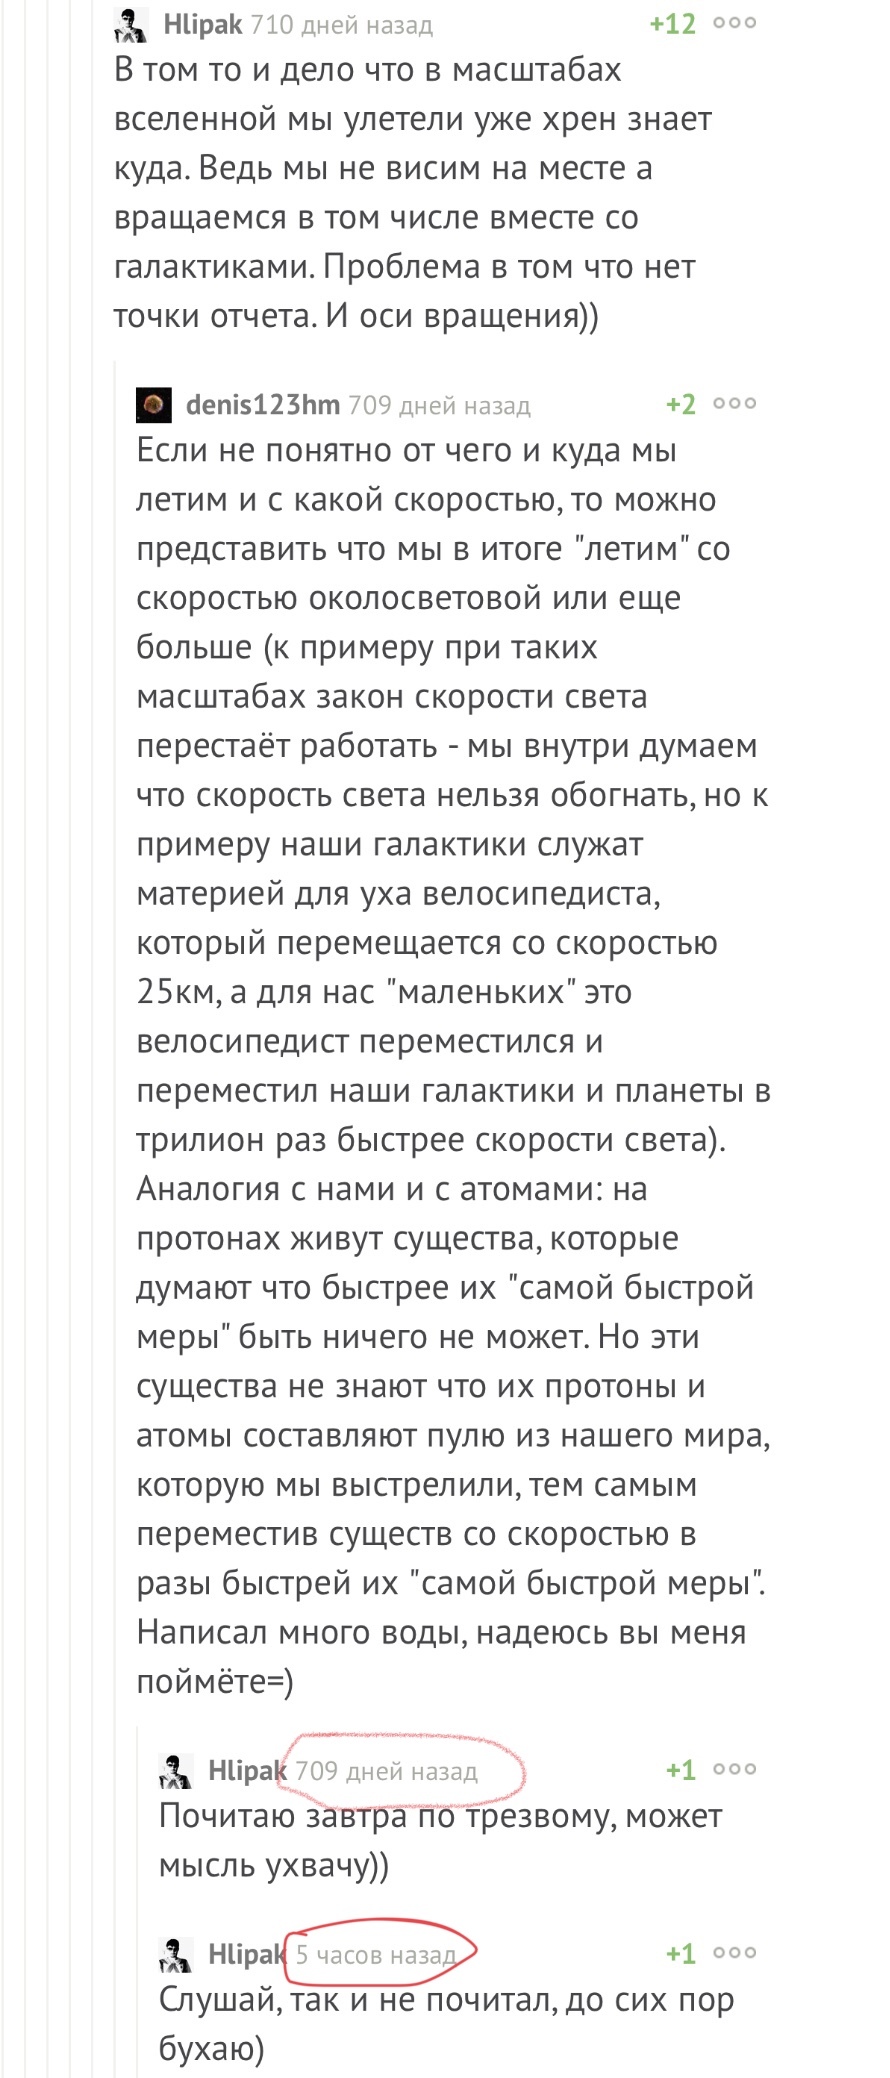 Hlipak 710 дней назад +12
В том то и дело что в масштабах
вселенной мы улетели уже хрен знает
куда. Ведь мы не висим на месте а
вращаемся в том числе вместе со
галактиками. Проблема в том что нет
точки отчета. И оси вращения))
denis123hm 709 дней назад +2
Если не понятно от чего и куда мы
летим и с какой скоростью, то можно
представить что мы в итоге "летим" со
скоростью околосветовой или еще
больше (к примеру при таких
масштабах закон скорости света
перестаёт работать - мы внутри думаем
что скорость света нельзя обогнать, но к
примеру наши галактики служат
материей для уха велосипедиста,
который перемещается со скоростью
25км, а для нас "маленьких" это
велосипедист переместился и
переместил наши галактики и планеты в
трилион раз быстрее скорости света).
Аналогия с нами и с атомами: на
протонах живут существа, которые
думают что быстрее их "самой быстрой
меры" быть ничего не может. Но эти
существа не знают что их протоны и
атомы составляют пулю из нашего мира,
которую мы выстрелили, тем самым
переместив существ со скоростью в
разы быстрей их "самой быстрой меры".
Написал много воды, надеюсь вы меня
поймёте=)
Hlipak 709 дней назад +1
Почитаю завтра по трезвому, может
мысль ухвачу))
Hlipak 5 часов назад +1
Слушай, так и не почитал, до сих пор
бухаю)